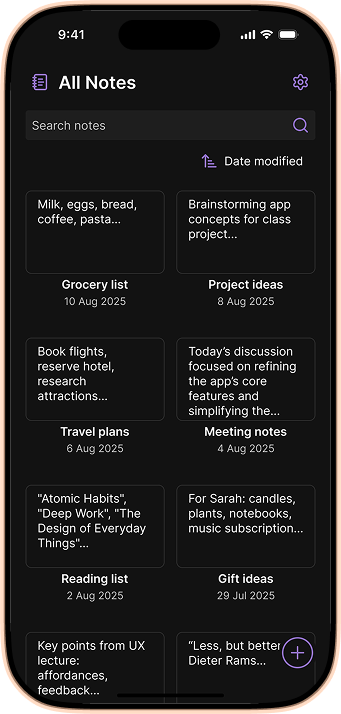 9:41
All Notes
Search notes
Date modified
Milk, eggs, bread,
coffee, pasta...
Grocery list
10 Aug 2025
Brainstorming app
concepts for class
project...
Project ideas
8 Aug 2025
Book flights,
reserve hotel,
research
attractions...
Travel plans
6 Aug 2025
Today’s discussion
focused on refining
the app’s core
features and
simplifying the...
Meeting notes
4 Aug 2025
"Atomic Habits",
"Deep Work", "The
Design of Everyday
Things"...
Reading list
2 Aug 2025
For Sarah: candles,
plants, notebooks,
music subscription...
Gift ideas
29 Jul 2025
Key points from UX
lecture:
affordances,
feedback...
“Less, but better
Dieter Rams...